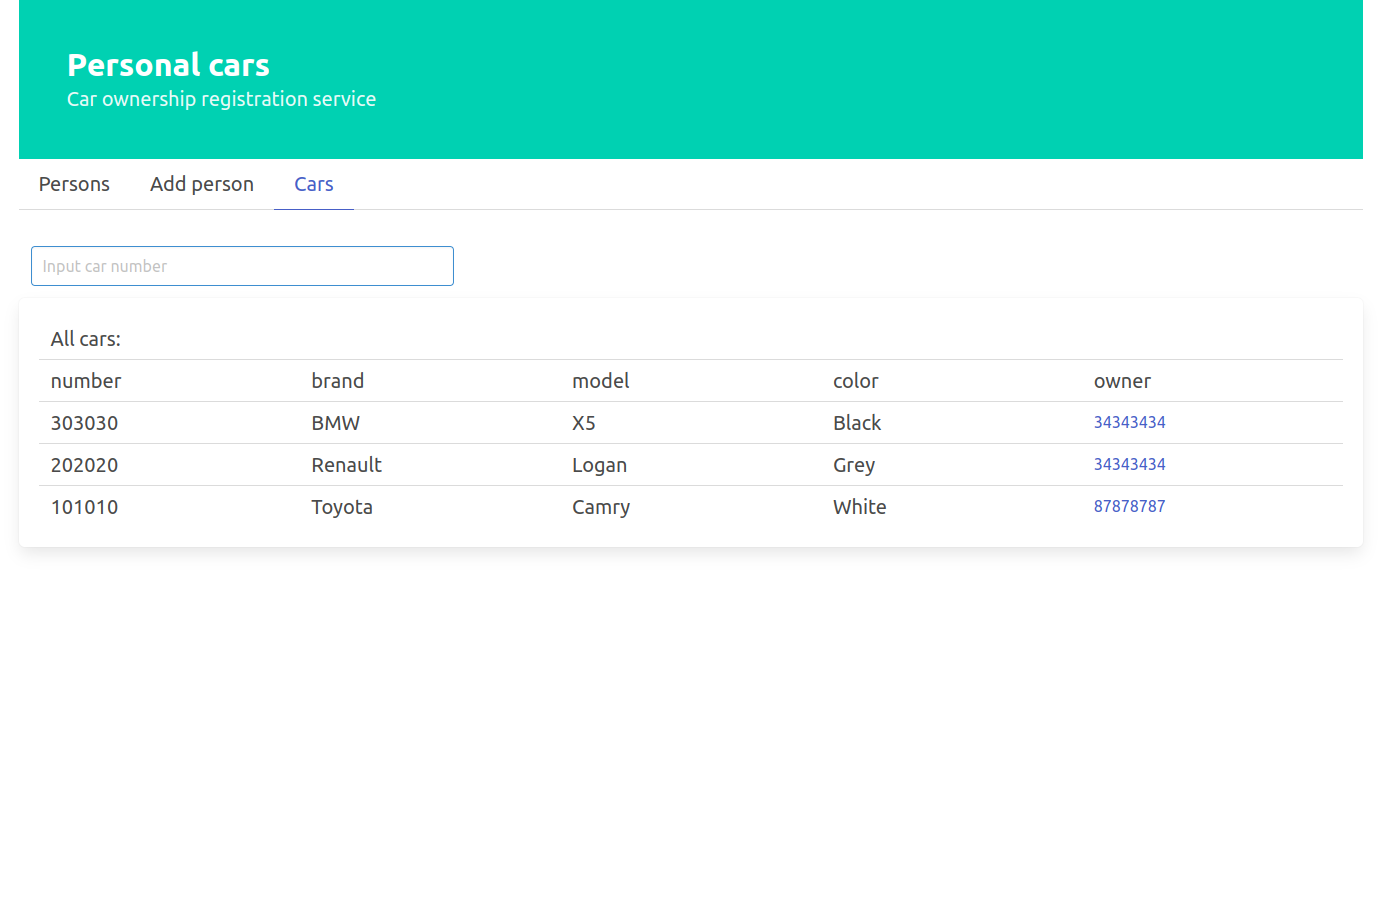 Personal cars
Car ownership registration service
Persons Add person Cars
Input car number
All cars:
number brand model color owner
303030 BMW X5 Black 34343434
202020 Renault Logan Grey 34343434
101010 Toyota Camry White 87878787